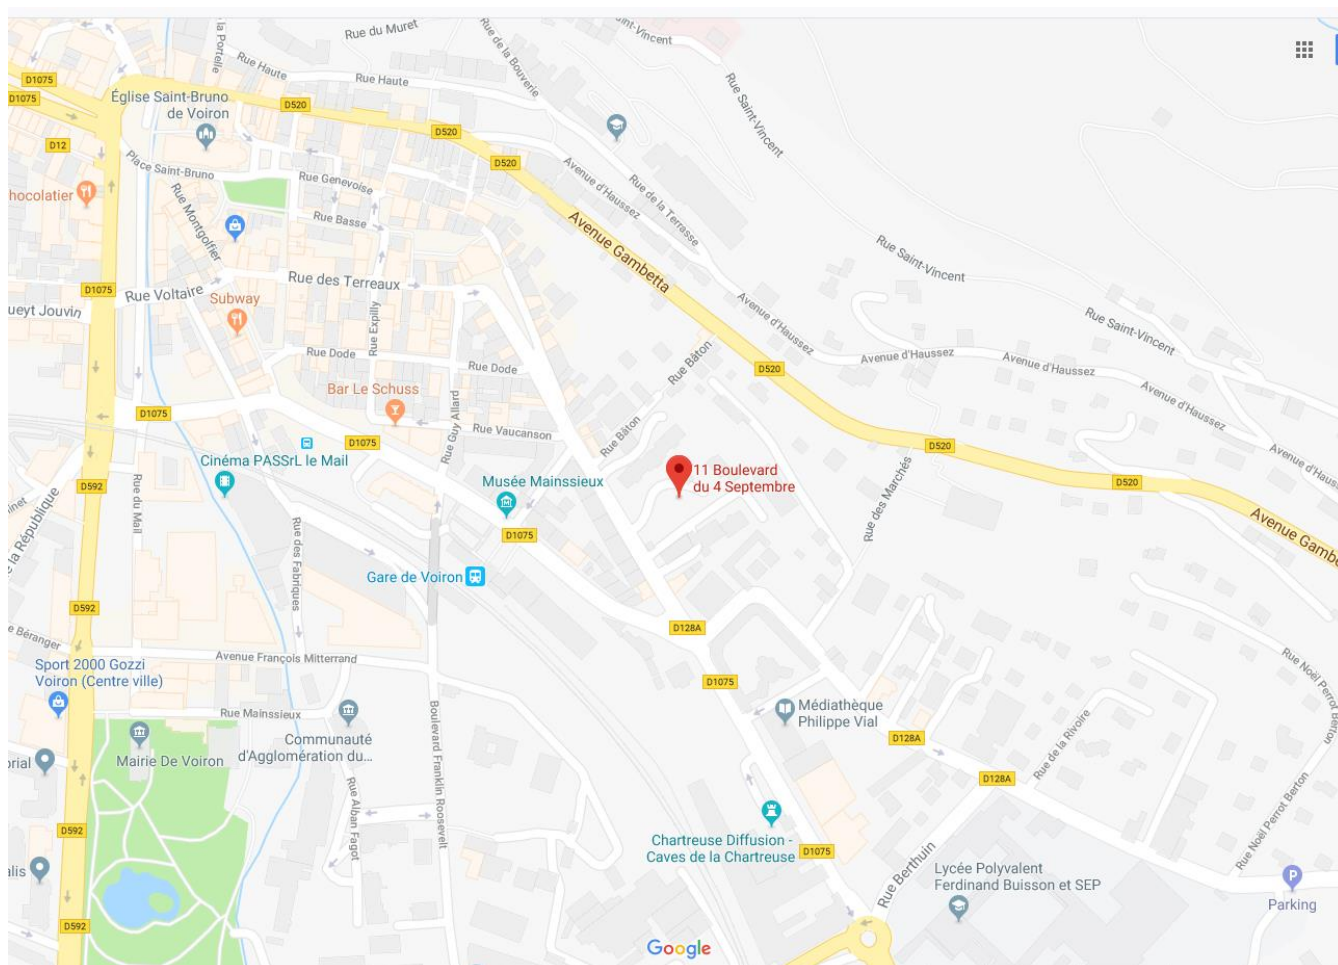 Rue du Muret
Rue de la Bouverie
la Portelle
Saint-Vincent
Rue Haute
Rue Haute
D1075
D1075
Église Saint-Bruno
de Voiron
D520
D520
D520
D12
Rue Saint-Vincent
Place Saint-Bruno
Rue Genevoise
Avenue d'Haussez
Rue de la Terrasse
hocolatier
Rue Montgolfier
Rue Basse
Avenue Gambetta
Rue Saint-Vincent
D1075
Rue Voltaire
Rue des Terreaux
Subway
ueyt Jouvin
Rue Expilly
Avenue d'Haussez
Rue Saint-Vincent
Rue Dode
Rue Dode
Rue Bâton
D520
Avenue d'Haussez
Avenue d'Haussez
Avenue d'Haussez
Bar Le Schuss
Rue Guy Allard
D1075
D1075
Rue Vaucanson
Rue Bâton
D520
Avenue d'Haussez
Cinéma PASSrL le Mail
Musée Mainssieux
11 Boulevard
du 4 Septembre
D592
D520
Rue du Mail
inet
de la République
Rue des Fabriques
Rue des Marchés
D1075
Avenue Gambe
Gare de Voiron
D592
D128A
e Béranger
Avenue François Mitterrand
Sport 2000 Gozzi
Voiron (Centre ville)
D1075
Rue Noël Perrot Berton
Rue Mainssieux
Boulevard Franklin Roosevelt
Médiathèque
Philippe Vial
Communauté
d'Agglomération du...
Mairie De Voiron
orial
D128A
Rue de la Rivoire
D128A
Rue Alban Fagot
Rue Noël Perrot Berton
D592
Chartreuse Diffusion -
Caves de la Chartreuse
D1075
Rue Berthuin
Lycée Polyvalent
Ferdinand Buisson et SEP
alis
P
Parking
D592
Google